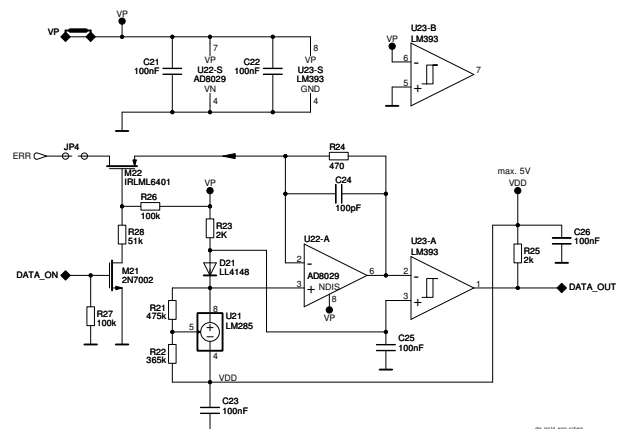 VP
VP
C21
100nF
7
VP
U22-S
AD8029
VN
4
C22
100nF
8
VP
U23-S
LM393
GND
4
U23-B
LM393
VP
6
-
5
+
7
ERR
JP4
M22
IRLML6401
R24
470
C24
100pF
R26
100k
VP
R23
2K
R28
51k
D21
LL4148
DATA_ON
M21
2N7002
R27
100k
R21
475k
5
8
U21
LM285
4
R22
365k
VDD
C23
100nF
U22-A
2
-
AD8029
6
3
+
NDIS
8
VP
U23-A
LM393
2
-
3
+
1
C25
100nF
max. 5V
VDD
R25
2k
C26
100nF
DATA_OUT